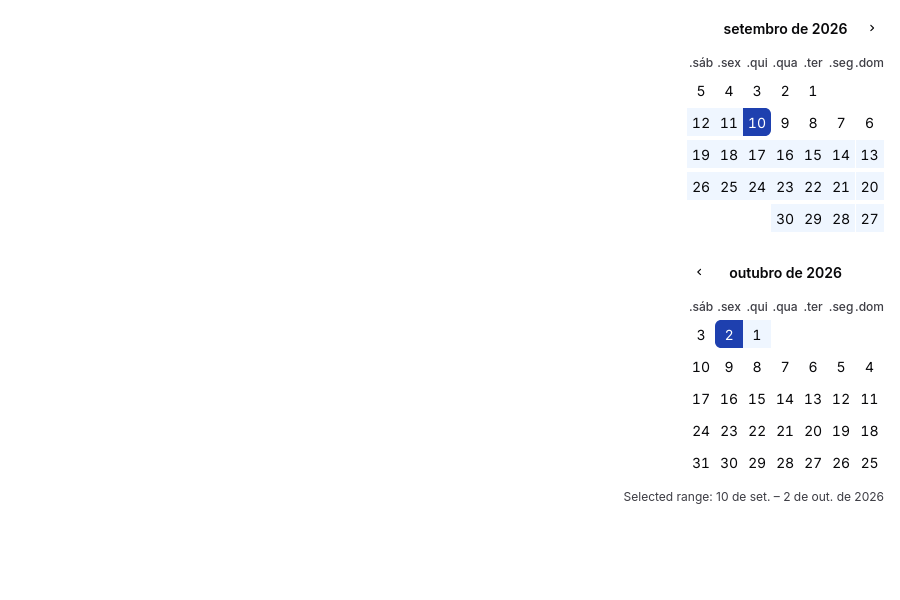 setembro de 2026 ›
.sáb .sex .qui .qua .ter .seg .dom
5 4 3 2 1
12 11 10 9 8 7 6
19 18 17 16 15 14 13
26 25 24 23 22 21 20
30 29 28 27
‹ outubro de 2026
.sáb .sex .qui .qua .ter .seg .dom
3 2 1
10 9 8 7 6 5 4
17 16 15 14 13 12 11
24 23 22 21 20 19 18
31 30 29 28 27 26 25
Selected range: 10 de set. – 2 de out. de 2026